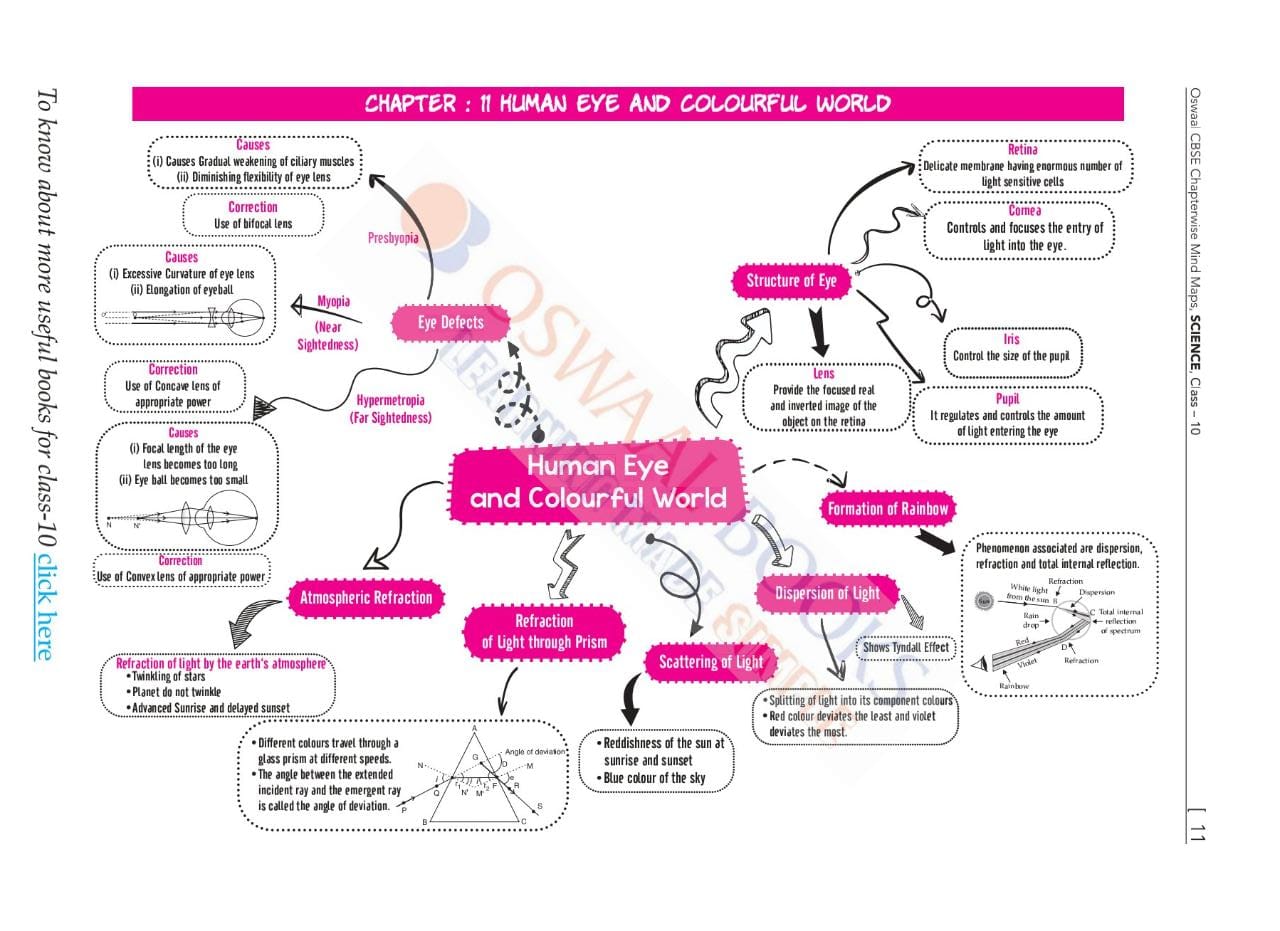 CHAPTER : 11 HUMAN EYE AND COLOURFUL WORLD
To know about more useful books for class-10 click here
Oswaal CBSE Chapterwise Mind Maps, SCIENCE, Class – 10
[ 11
OSWAAL BOOKS
LEARNING MADE SIMPLE
Human Eye
and Colourful World
Eye Defects
Presbyopia
Causes
(i) Causes Gradual weakening of ciliary muscles
(ii) Diminishing flexibility of eye lens
Correction
Use of bifocal lens
Myopia
(Near
Sightedness)
Causes
(i) Excessive Curvature of eye lens
(ii) Elongation of eyeball
Correction
Use of Concave lens of
appropriate power
Hypermetropia
(Far Sightedness)
Causes
(i) Focal length of the eye
lens becomes too long
(ii) Eye ball becomes too small
N
N'
Correction
Use of Convex lens of appropriate power
Structure of Eye
Retina
Delicate membrane having enormous number of
light sensitive cells
Cornea
Controls and focuses the entry of
light into the eye.
Iris
Control the size of the pupil
Pupil
It regulates and controls the amount
of light entering the eye
Lens
Provide the focused real
and inverted image of the
object on the retina
Formation of Rainbow
Phenomenon associated are dispersion,
refraction and total internal reflection.
Refraction
White light
from the sun
B
Dispersion
Sun
Rain
drop
C
Total internal
reflection
of spectrum
Red
D
Violet
Refraction
Rainbow
Dispersion of Light
Shows Tyndall Effect
• Splitting of light into its component colours
• Red colour deviates the least and violet
deviates the most.
Scattering of Light
• Reddishness of the sun at
sunrise and sunset
• Blue colour of the sky
Refraction
of Light through Prism
• Different colours travel through a
glass prism at different speeds.
• The angle between the extended
incident ray and the emergent ray
is called the angle of deviation.
A
Angle of deviation
G
D
N
M
i
r1
r2
F
e
Q
N'
M'
R
P
S
B
C
Atmospheric Refraction
Refraction of light by the earth's atmosphere
• Twinkling of stars
• Planet do not twinkle
• Advanced Sunrise and delayed sunset